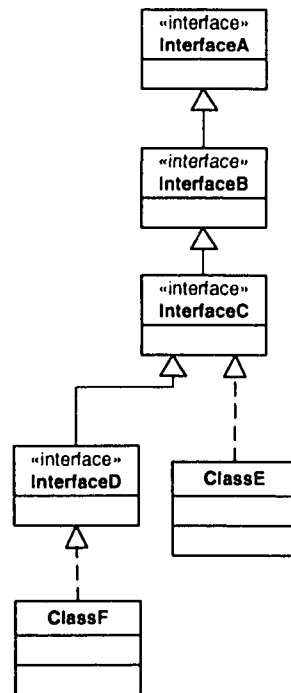 «interface»
InterfaceA
«interface»
InterfaceB
«interface»
InterfaceC
«interface»
InterfaceD
ClassE
ClassF